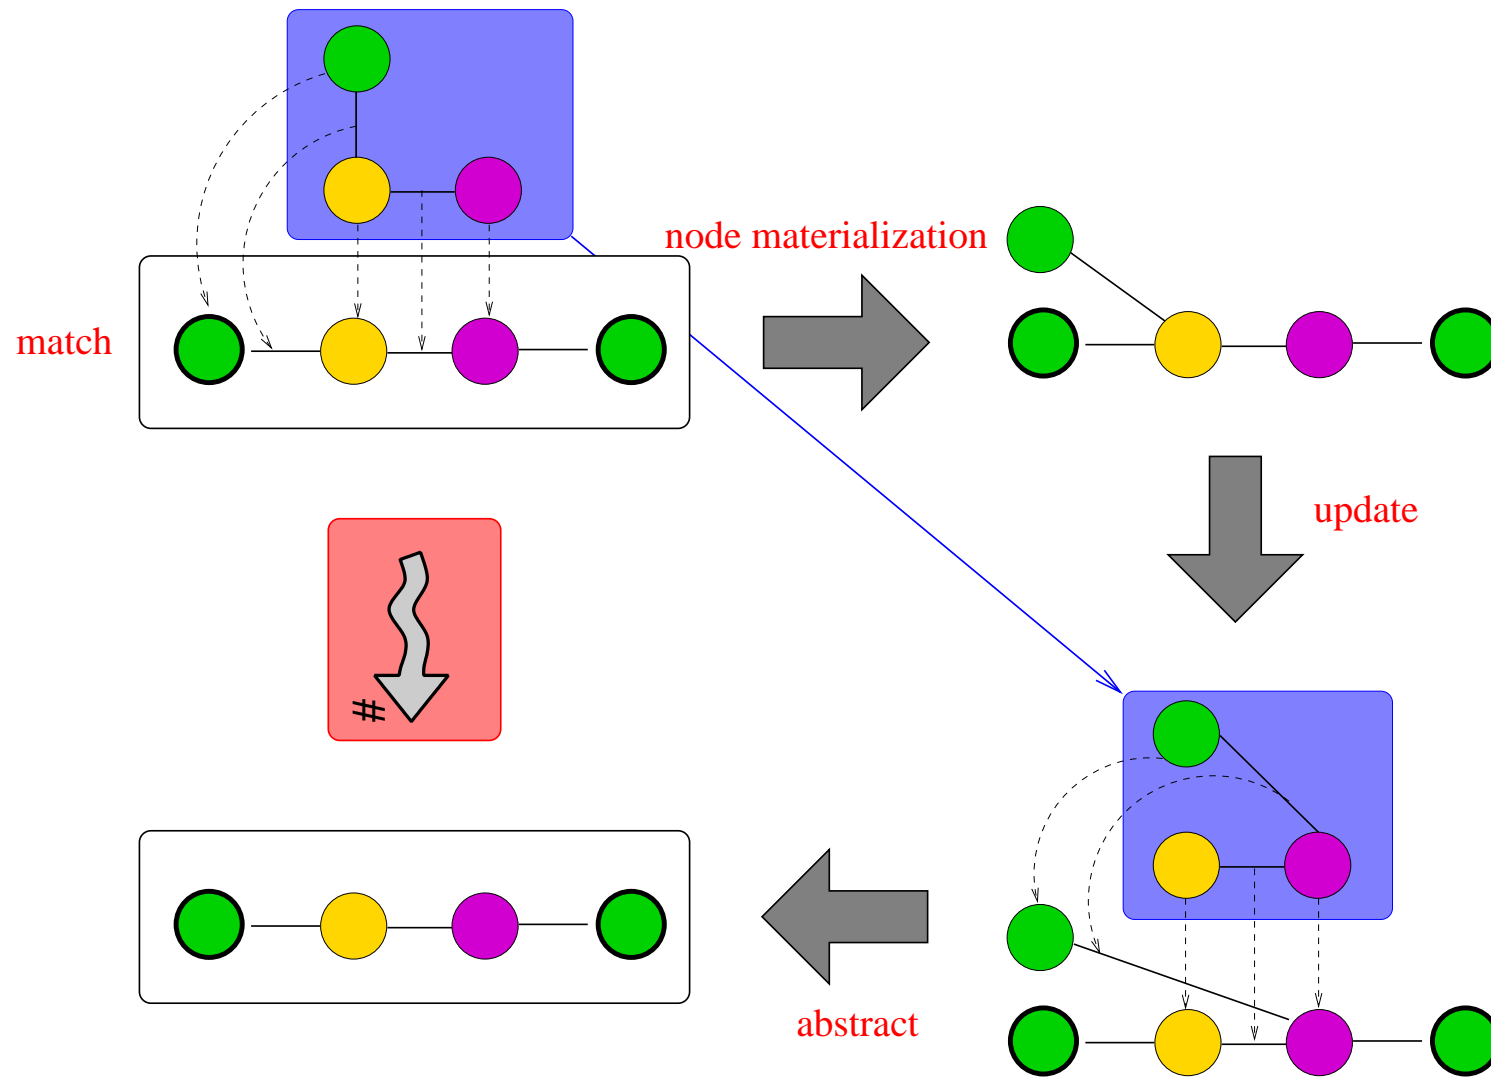 node materialization
match
update
#
abstract